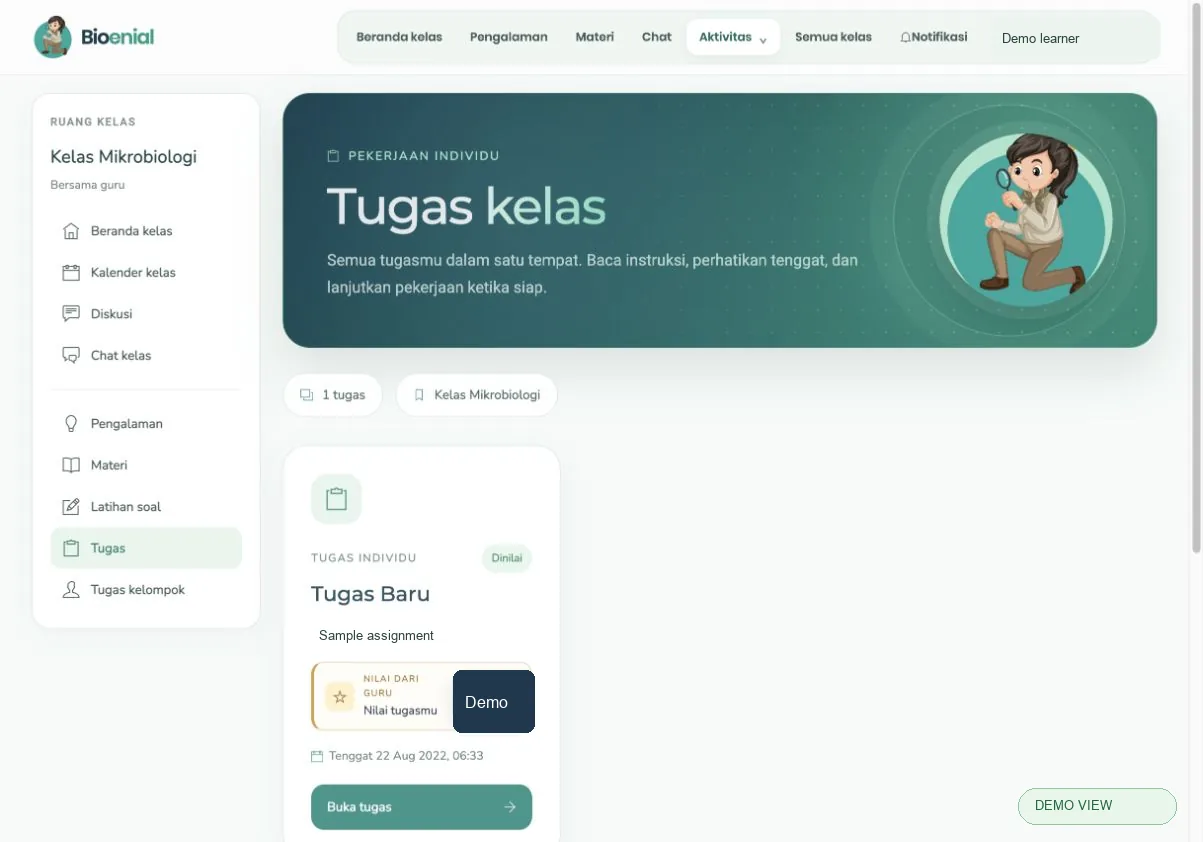 Bioenial
Beranda kelas
Pengalaman
Materi
Chat
Aktivitas
Semua kelas
Notifikasi
Demo learner
RUANG KELAS
Kelas Mikrobiologi
Bersama guru
Beranda kelas
Kalender kelas
Diskusi
Chat kelas
Pengalaman
Materi
Latihan soal
Tugas
Tugas kelompok
PEKERJAAN INDIVIDU
Tugas kelas
Semua tugasmu dalam satu tempat. Baca instruksi, perhatikan tenggat, dan
lanjutkan pekerjaan ketika siap.
1 tugas
Kelas Mikrobiologi
TUGAS INDIVIDU
Dinilai
Tugas Baru
Sample assignment
NILAI DARI
GURU
Nilai tugasmu
Demo
Tenggat 22 Aug 2022, 06:33
Buka tugas
DEMO VIEW